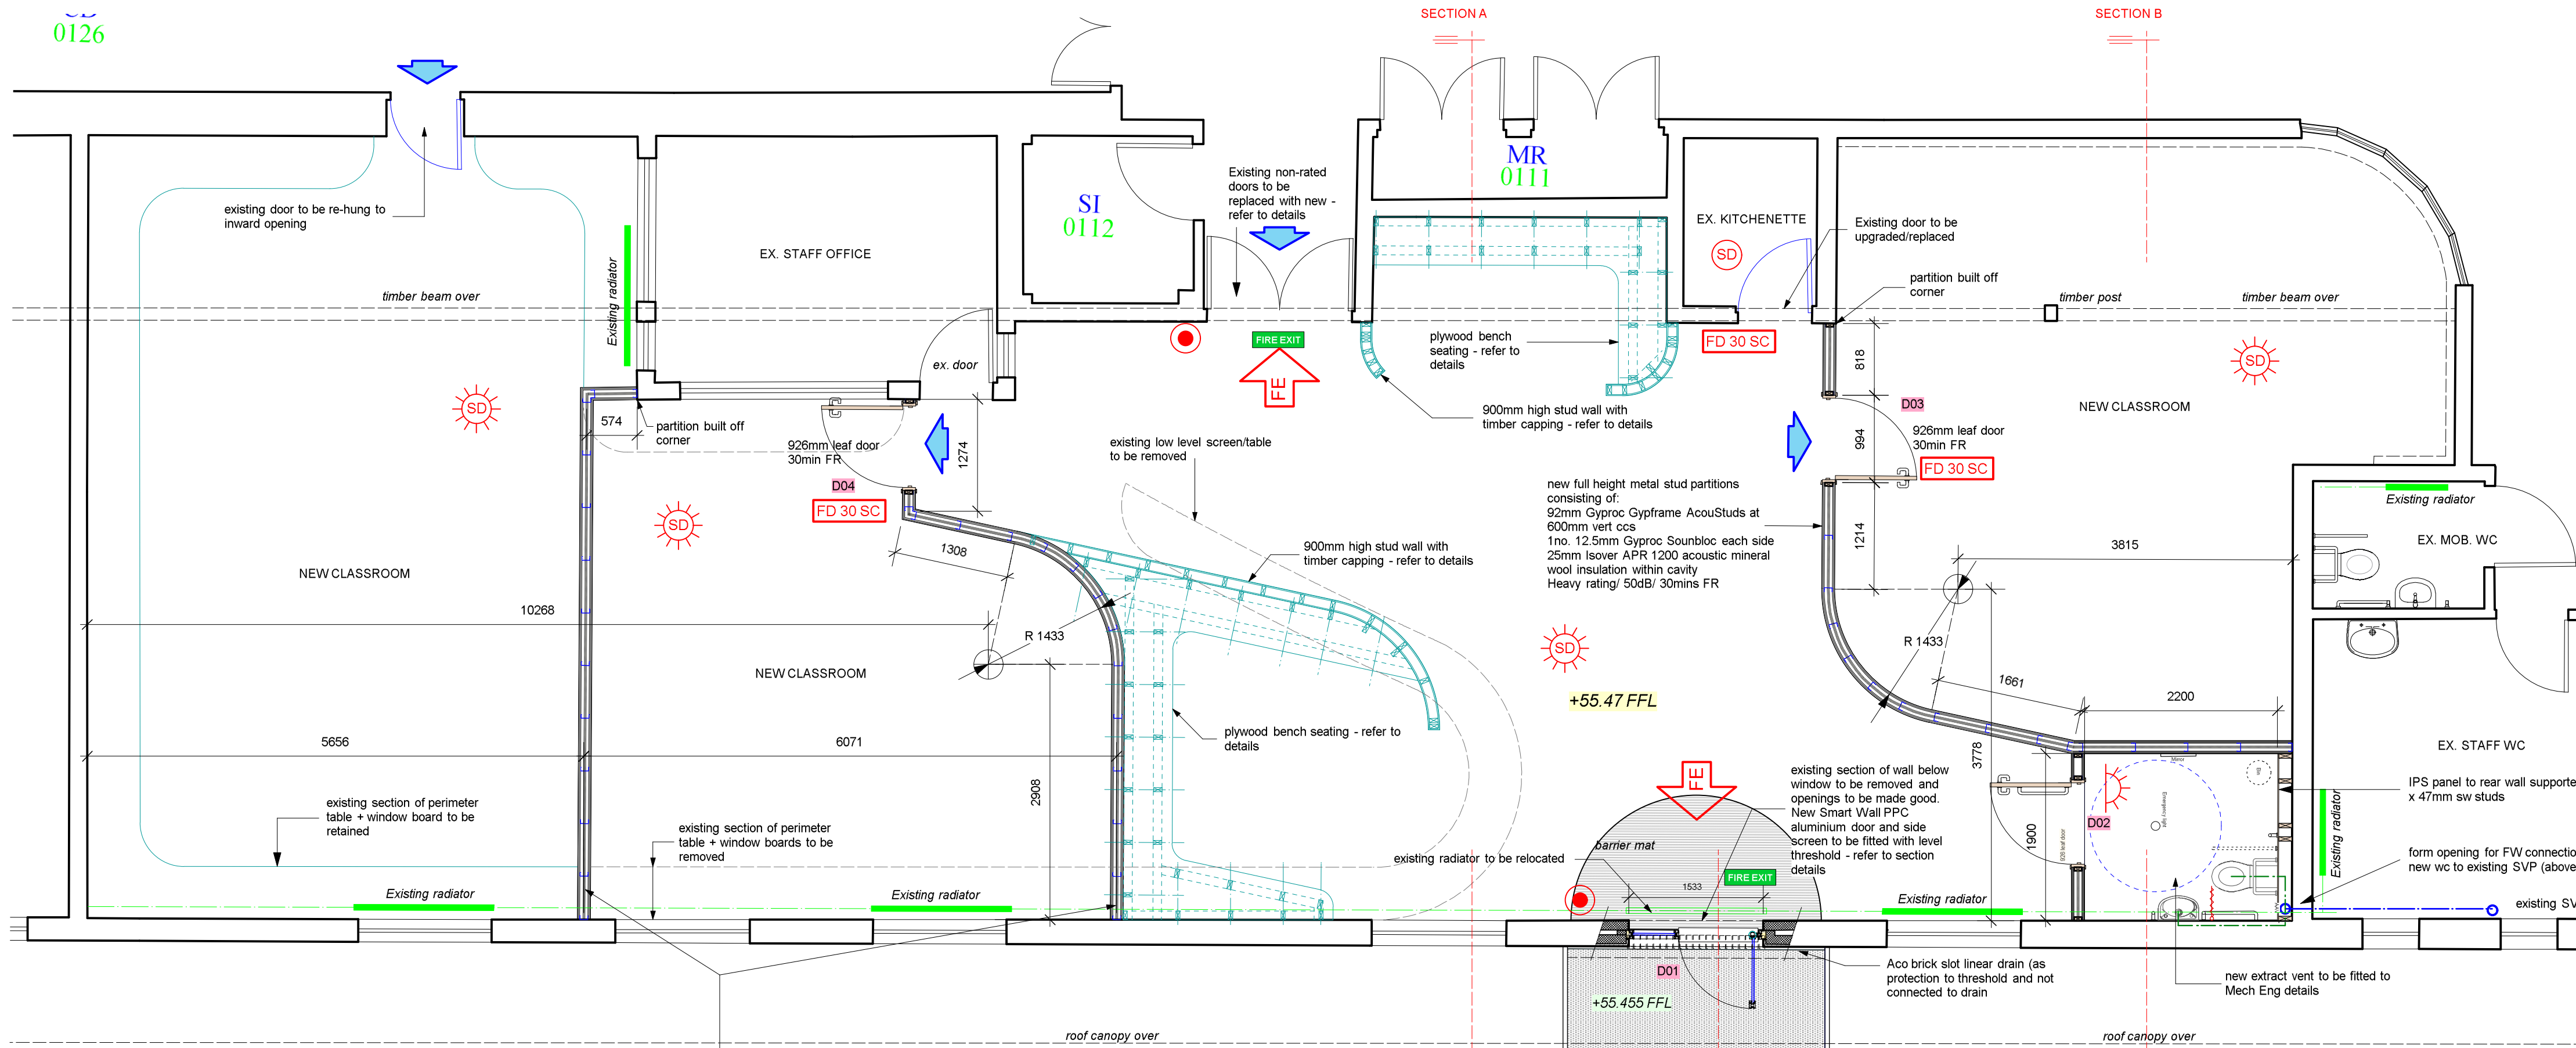 0126
SECTION A
SECTION B
existing door to be re-hung to
inward opening
EX. STAFF OFFICE
SI
0112
Existing non-rated
doors to be
replaced with new -
refer to details
MR
0111
EX. KITCHENETTE
SD
Existing door to be
upgraded/replaced
partition built off
corner
timber beam over
Existing radiator
timber post
timber beam over
FIRE EXIT
FE
plywood bench
seating - refer to
details
FD 30 SC
818
SD
ex. door
SD
574
partition built off
corner
926mm leaf door
30min FR
D04
FD 30 SC
1274
existing low level screen/table
to be removed
900mm high stud wall with
timber capping - refer to details
D03
926mm leaf door
30min FR
FD 30 SC
994
NEW CLASSROOM
SD
new full height metal stud partitions
consisting of:
92mm Gyproc Gypframe AcouStuds at
600mm vert ccs
1no. 12.5mm Gyproc Sounbloc each side
25mm Isover APR 1200 acoustic mineral
wool insulation within cavity
Heavy rating/ 50dB/ 30mins FR
1214
Existing radiator
EX. MOB. WC
3815
NEW CLASSROOM
1308
900mm high stud wall with
timber capping - refer to details
10268
R 1433
SD
R 1433
NEW CLASSROOM
1661
+55.47 FFL
2200
5656
6071
plywood bench seating - refer to
details
2908
3778
EX. STAFF WC
FE
existing section of wall below
window to be removed and
openings to be made good.
New Smart Wall PPC
aluminium door and side
screen to be fitted with level
threshold - refer to section
details
Mirror
Bin
SD
Emergency light
D02
926 leaf door
1900
IPS panel to rear wall supporte
x 47mm sw studs
Existing radiator
existing section of perimeter
table + window board to be
retained
existing section of perimeter
table + window boards to be
removed
barrier mat
existing radiator to be relocated
FIRE EXIT
1533
form opening for FW connectio
new wc to existing SVP (above
Existing radiator
Existing radiator
Existing radiator
existing SV
D01
Aco brick slot linear drain (as
protection to threshold and not
connected to drain
new extract vent to be fitted to
Mech Eng details
+55.455 FFL
roof canopy over
roof canopy over